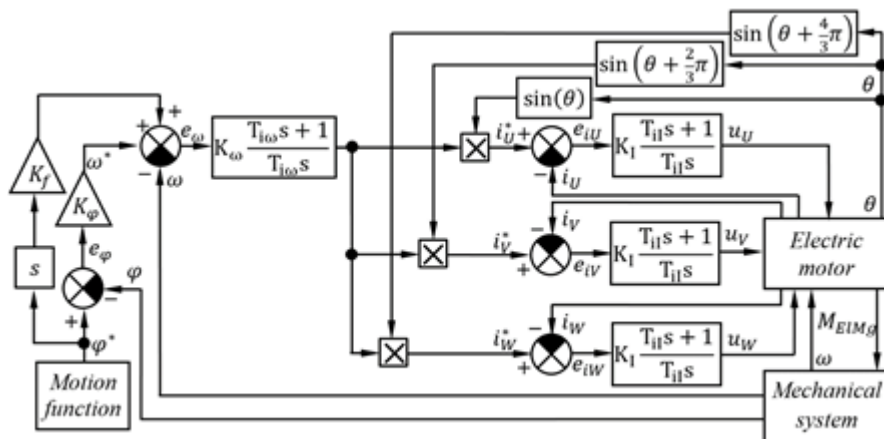 sin (θ + 4/3 π)
sin (θ + 2/3 π)
sin(θ)
θ
+
+
-
e_ω
K_ω (T_iω s + 1)/(T_iω s)
i*_U +
-
e_iU
K_I (T_iI s + 1)/(T_iI s)
u_U
K_f
ω*
ω
i_U
θ
K_φ
i_V
-
s
e_φ
φ
-
+
i*_V
+
e_iV
K_I (T_iI s + 1)/(T_iI s)
u_V
Electric
motor
φ*
i_W
-
i*_W
+
e_iW
K_I (T_iI s + 1)/(T_iI s)
u_W
M_ElMg
ω
Motion
function
Mechanical
system